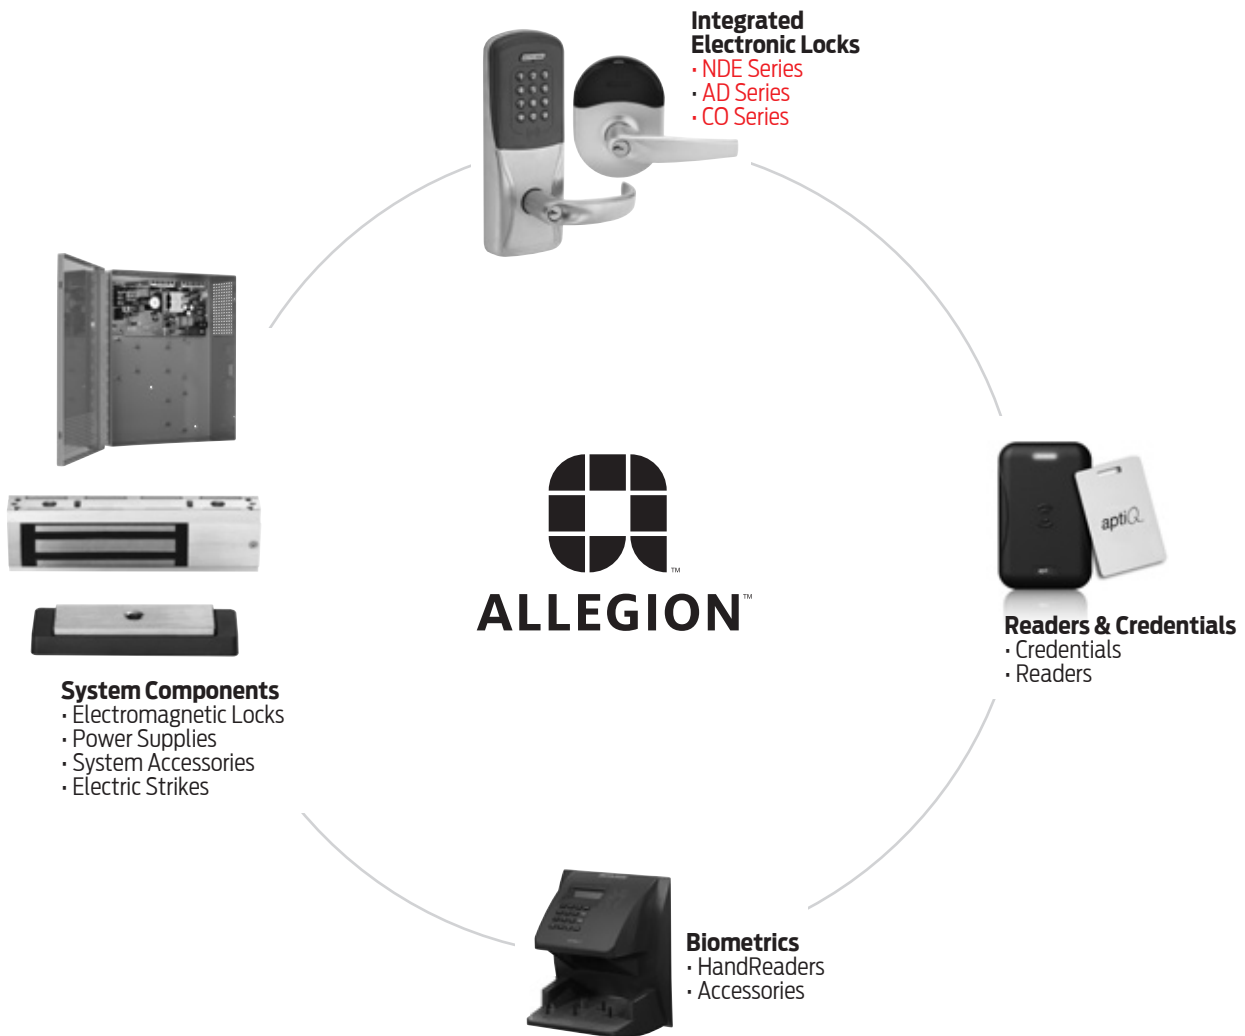 Integrated
Electronic Locks
· NDE Series
· AD Series
· CO Series
aptiQ
™
ALLEGION™
Readers & Credentials
· Credentials
· Readers
System Components
· Electromagnetic Locks
· Power Supplies
· System Accessories
· Electric Strikes
Biometrics
· HandReaders
· Accessories